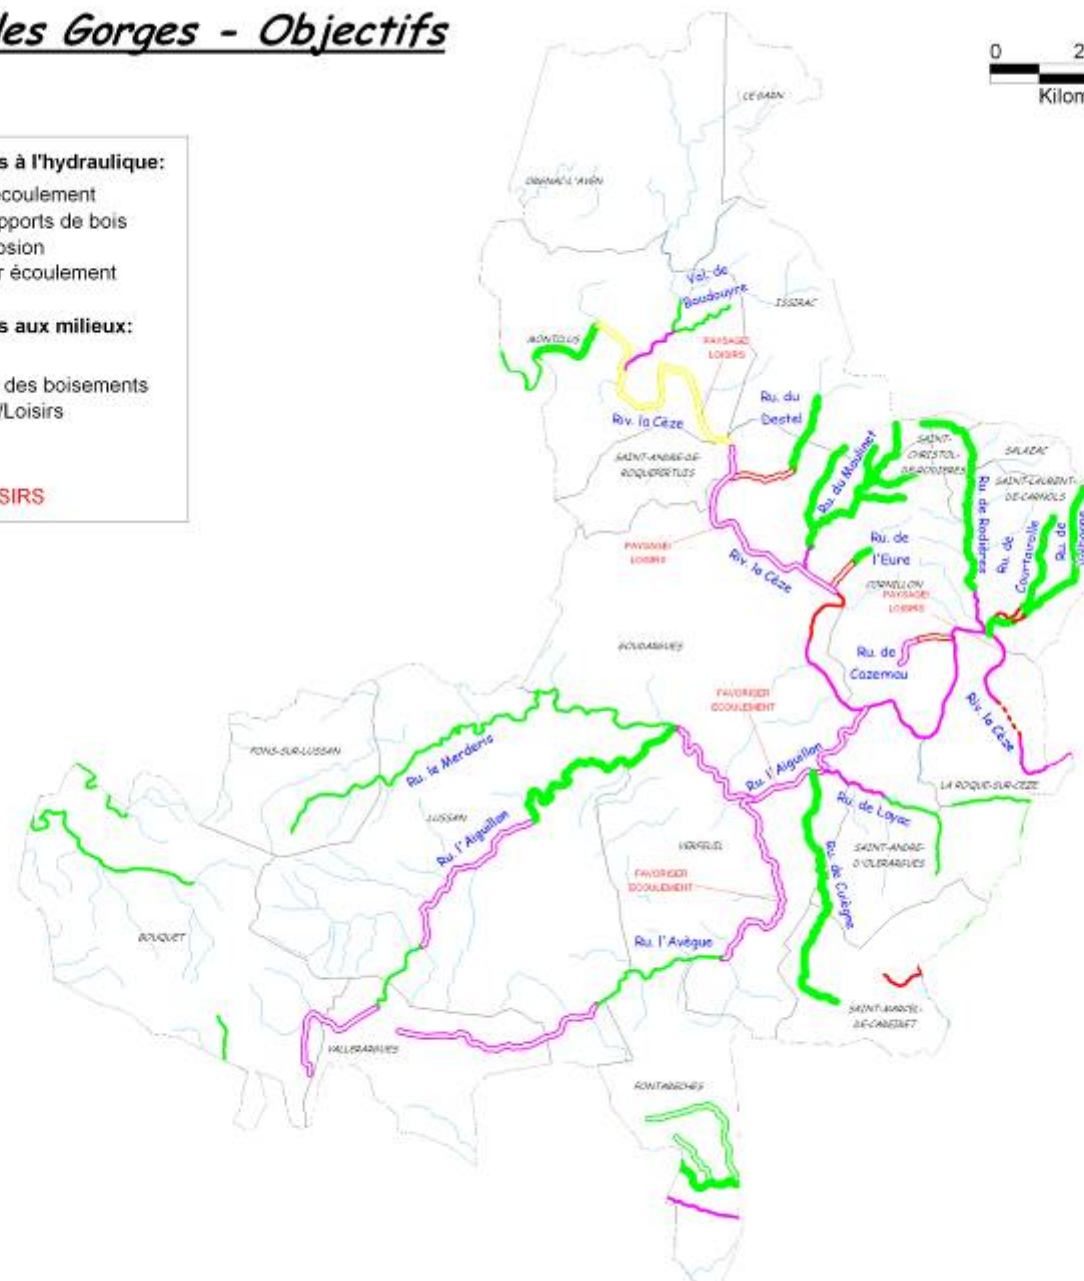 les Gorges - Objectifs
0 2
Kilom
s à l'hydraulique:
écoulement
pports de bois
osion
r écoulement
s aux milieux:
des boisements
/Loisirs
SIRS
LE GARN
ORGNAC-L'AVEN
Val. de
Boudouyre
ISSIRAC
MONTCLUS
PAYSAGE/
LOISIRS
Riv. la Cèze
Ru. du
Destel
SAINT-ANDRE-DE-
ROQUEPERTUIS
Ru. du Moulinet
SAINT-
CHRISTOL-
DE-RODIERES
SALAZAC
SAINT-LAURENT-
DE-CARNOLS
Ru. de Rodières
Ru. de
Courtairolle
Ru. de
PAYSAGE/
LOISIRS
Riv. la Cèze
Ru. de
l'Eure
CORNILLON
PAYSAGE/
LOISIRS
GOUDARGUES
Ru. de
Cazernau
FAVORISER
ECOULEMENT
Riv. la Cèze
FONS-SUR-LUSSAN
Ru. le Merderis
Ru. l'Aiguillon
LA ROQUE-SUR-CEZE
LUSSAN
Ru. l'Aiguillon
Ru. de Loyac
VERFEUIL
SAINT-ANDRE-
D'OLERARGUES
FAVORISER
ECOULEMENT
Ru. de Cuiègne
BOUQUET
Ru. l'Avègue
SAINT-MARCEL-
DE-CAREIRET
VALLERARGUES
FONTARECHES